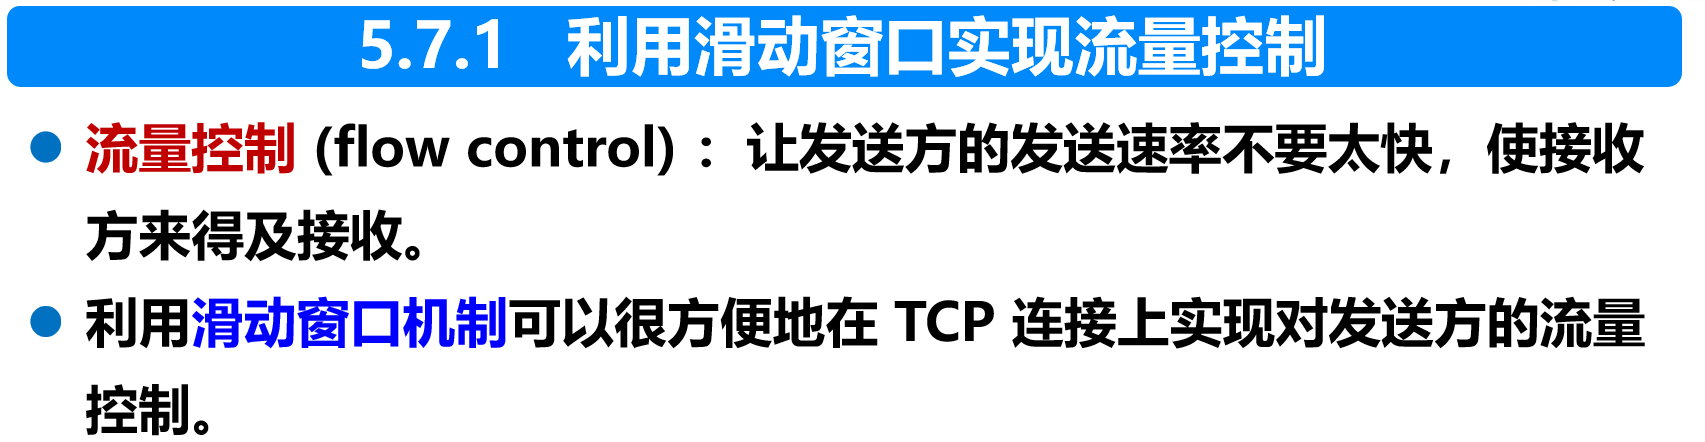 5.7.1 利用滑动窗口实现流量控制
流量控制 (flow control) ：让发送方的发送速率不要太快，使接收
方来得及接收。
利用滑动窗口机制可以很方便地在 TCP 连接上实现对发送方的流量
控制。